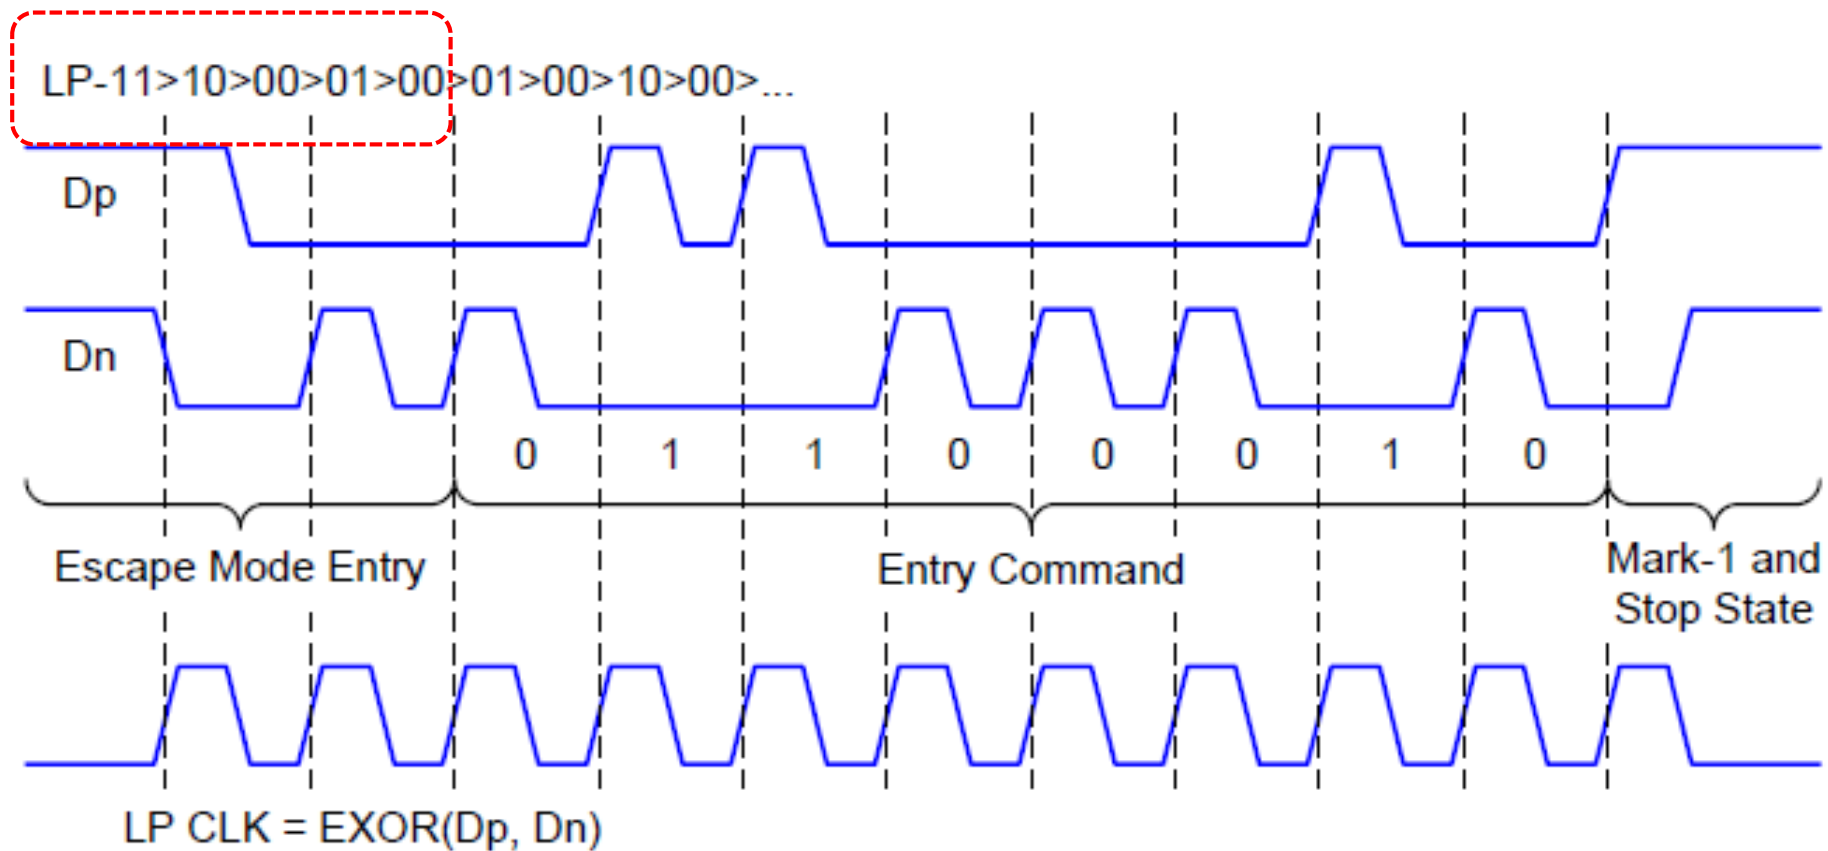 LP-11>10>00>01>00>01>00>10>00>...
Dp
Dn
0 1 1 0 0 0 1 0
Escape Mode Entry
Entry Command
Mark-1 and
Stop State
LP CLK = EXOR(Dp, Dn)